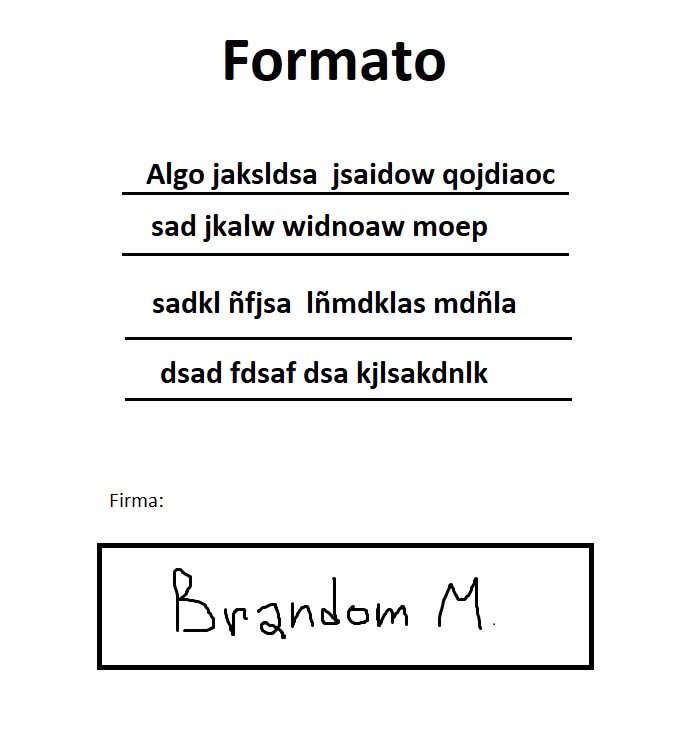 Formato
Algo jaksldsa jsaidow qojdiaoc
sad jkalw widnoaw moep
sadkl ñfjsa lñmdklas mdñla
dsad fdsaf dsa kjlsakdnlk
Firma:
Brandom M.